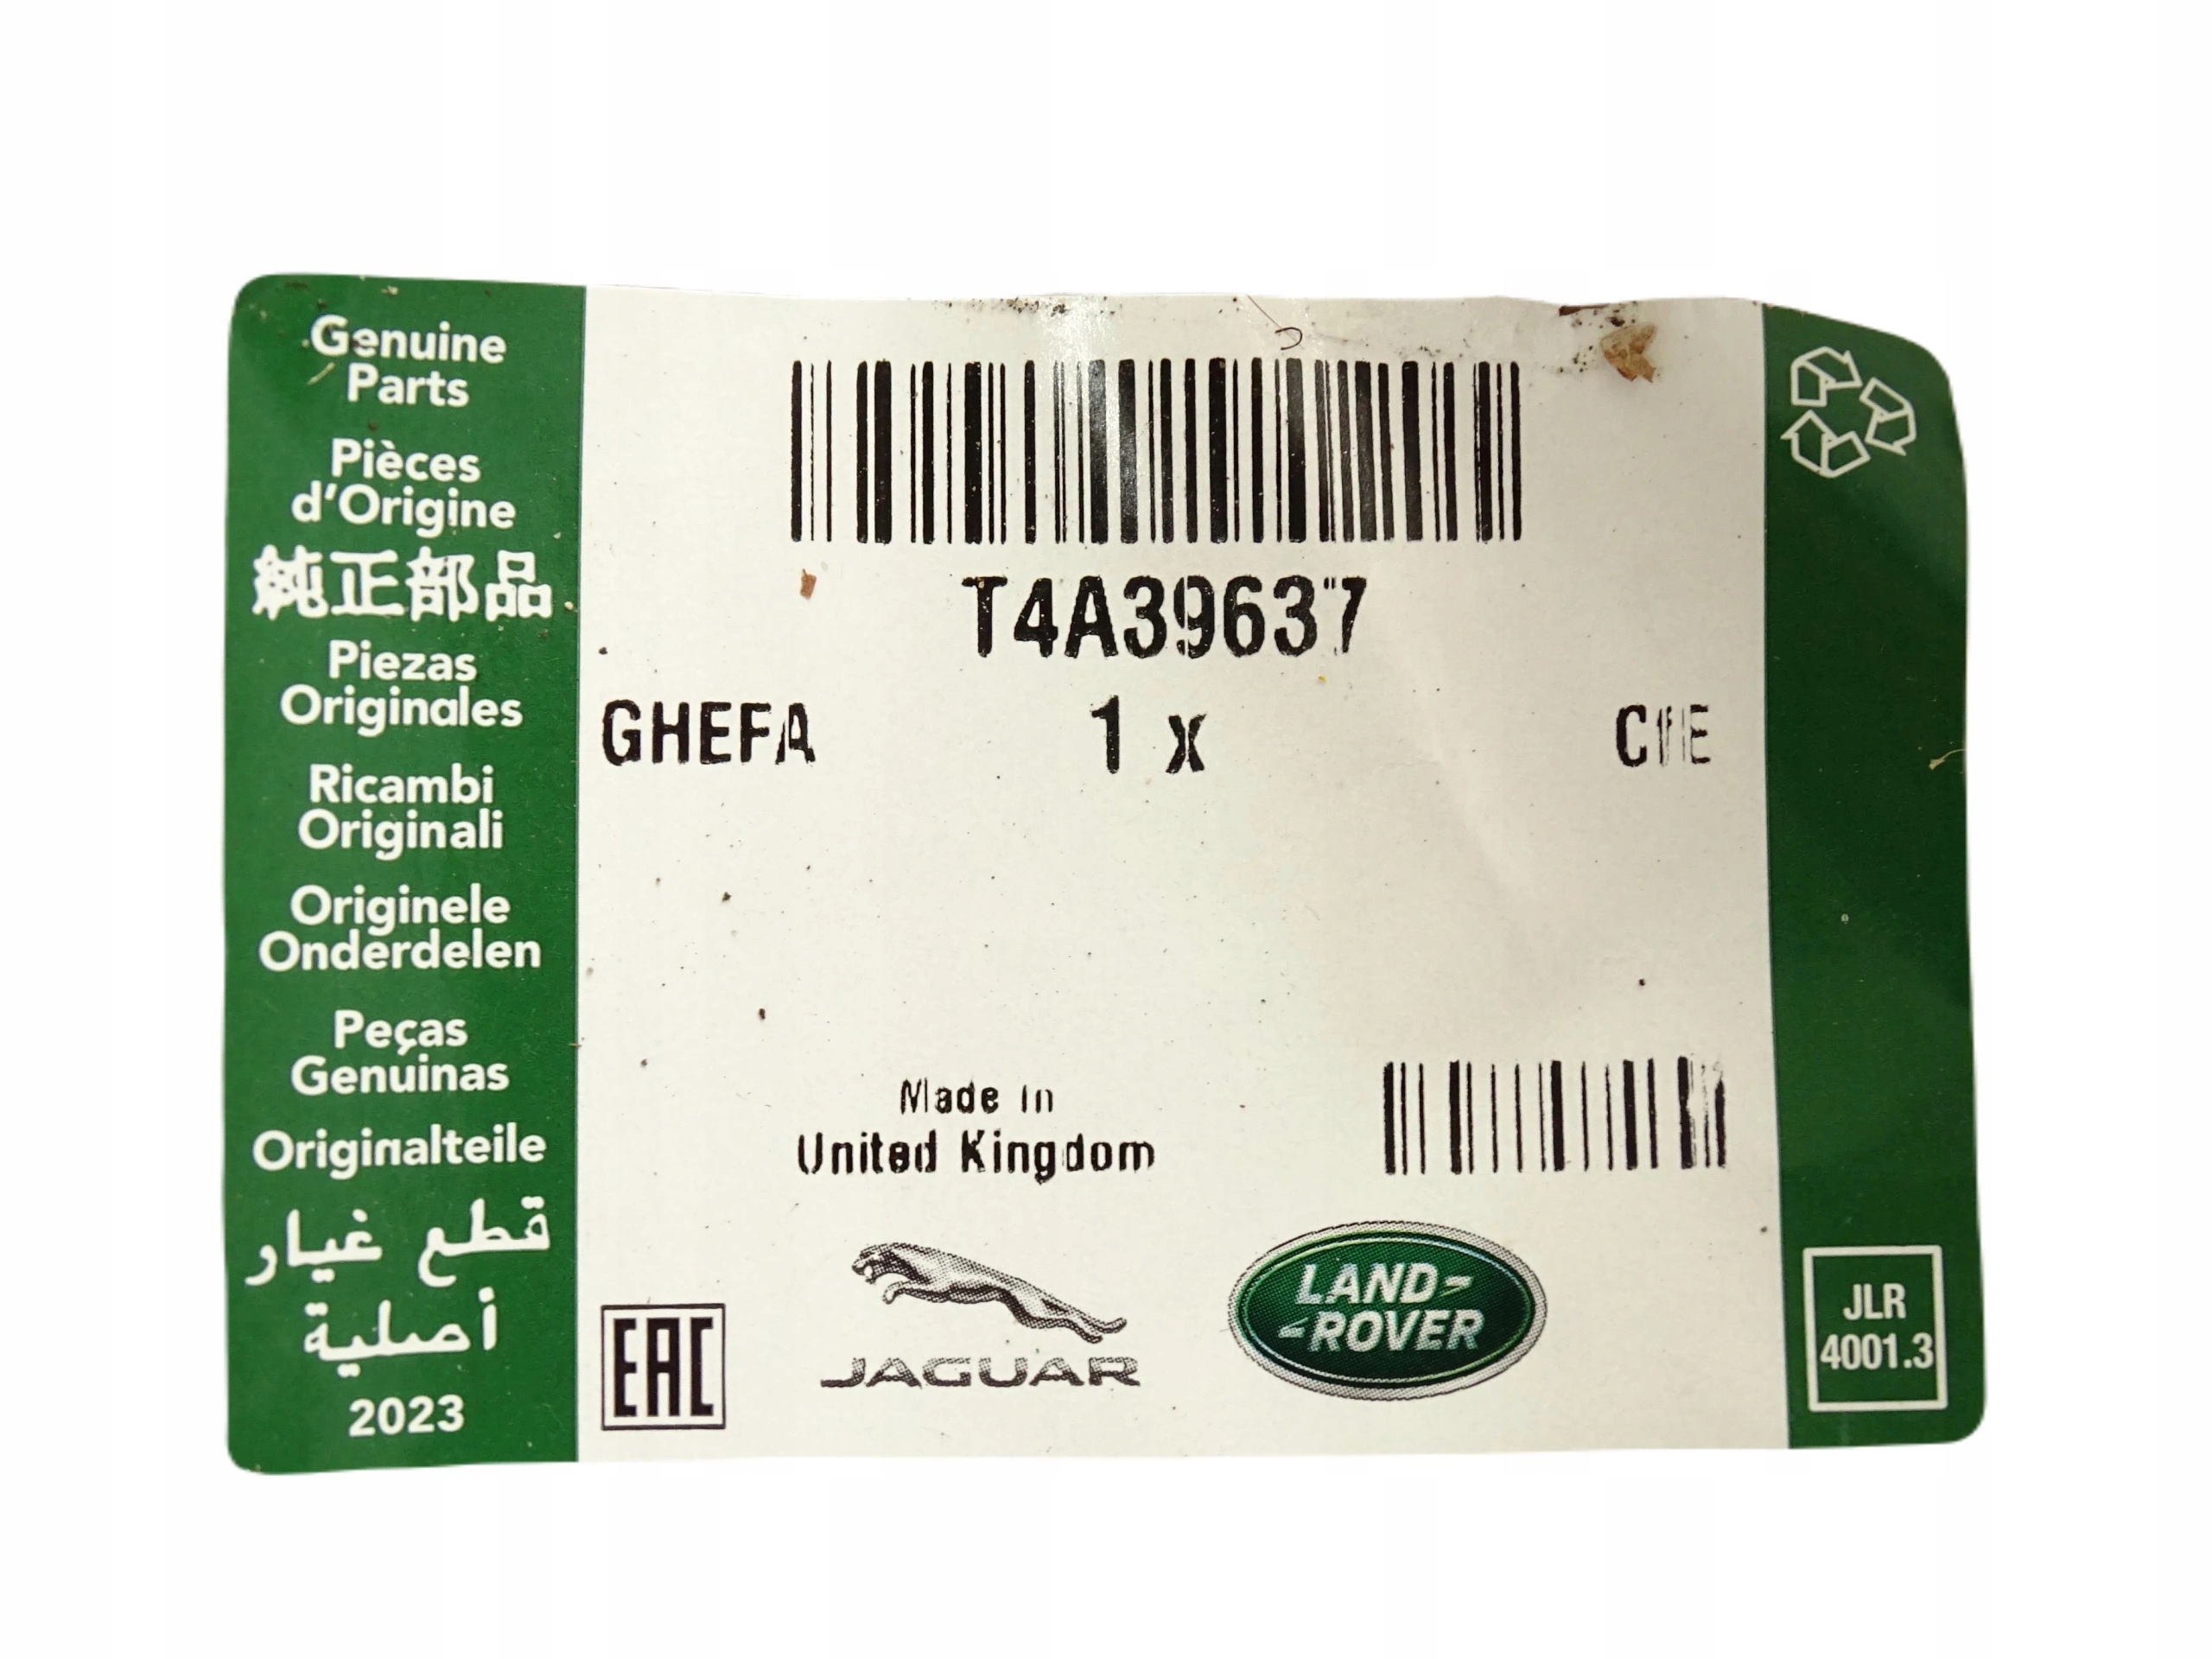 Genuine
Parts
Pièces
d'Origine
純正部品
Piezas
Originales
Ricambi
Originali
Originele
Onderdelen
Peças
Genuinas
Originalteile
قطع غيار
أصلية
2023
T4A39637
GHEFA 1 x
Made in
United Kingdom
EAC
JAGUAR
LAND-
-ROVER
JLR
4001.3